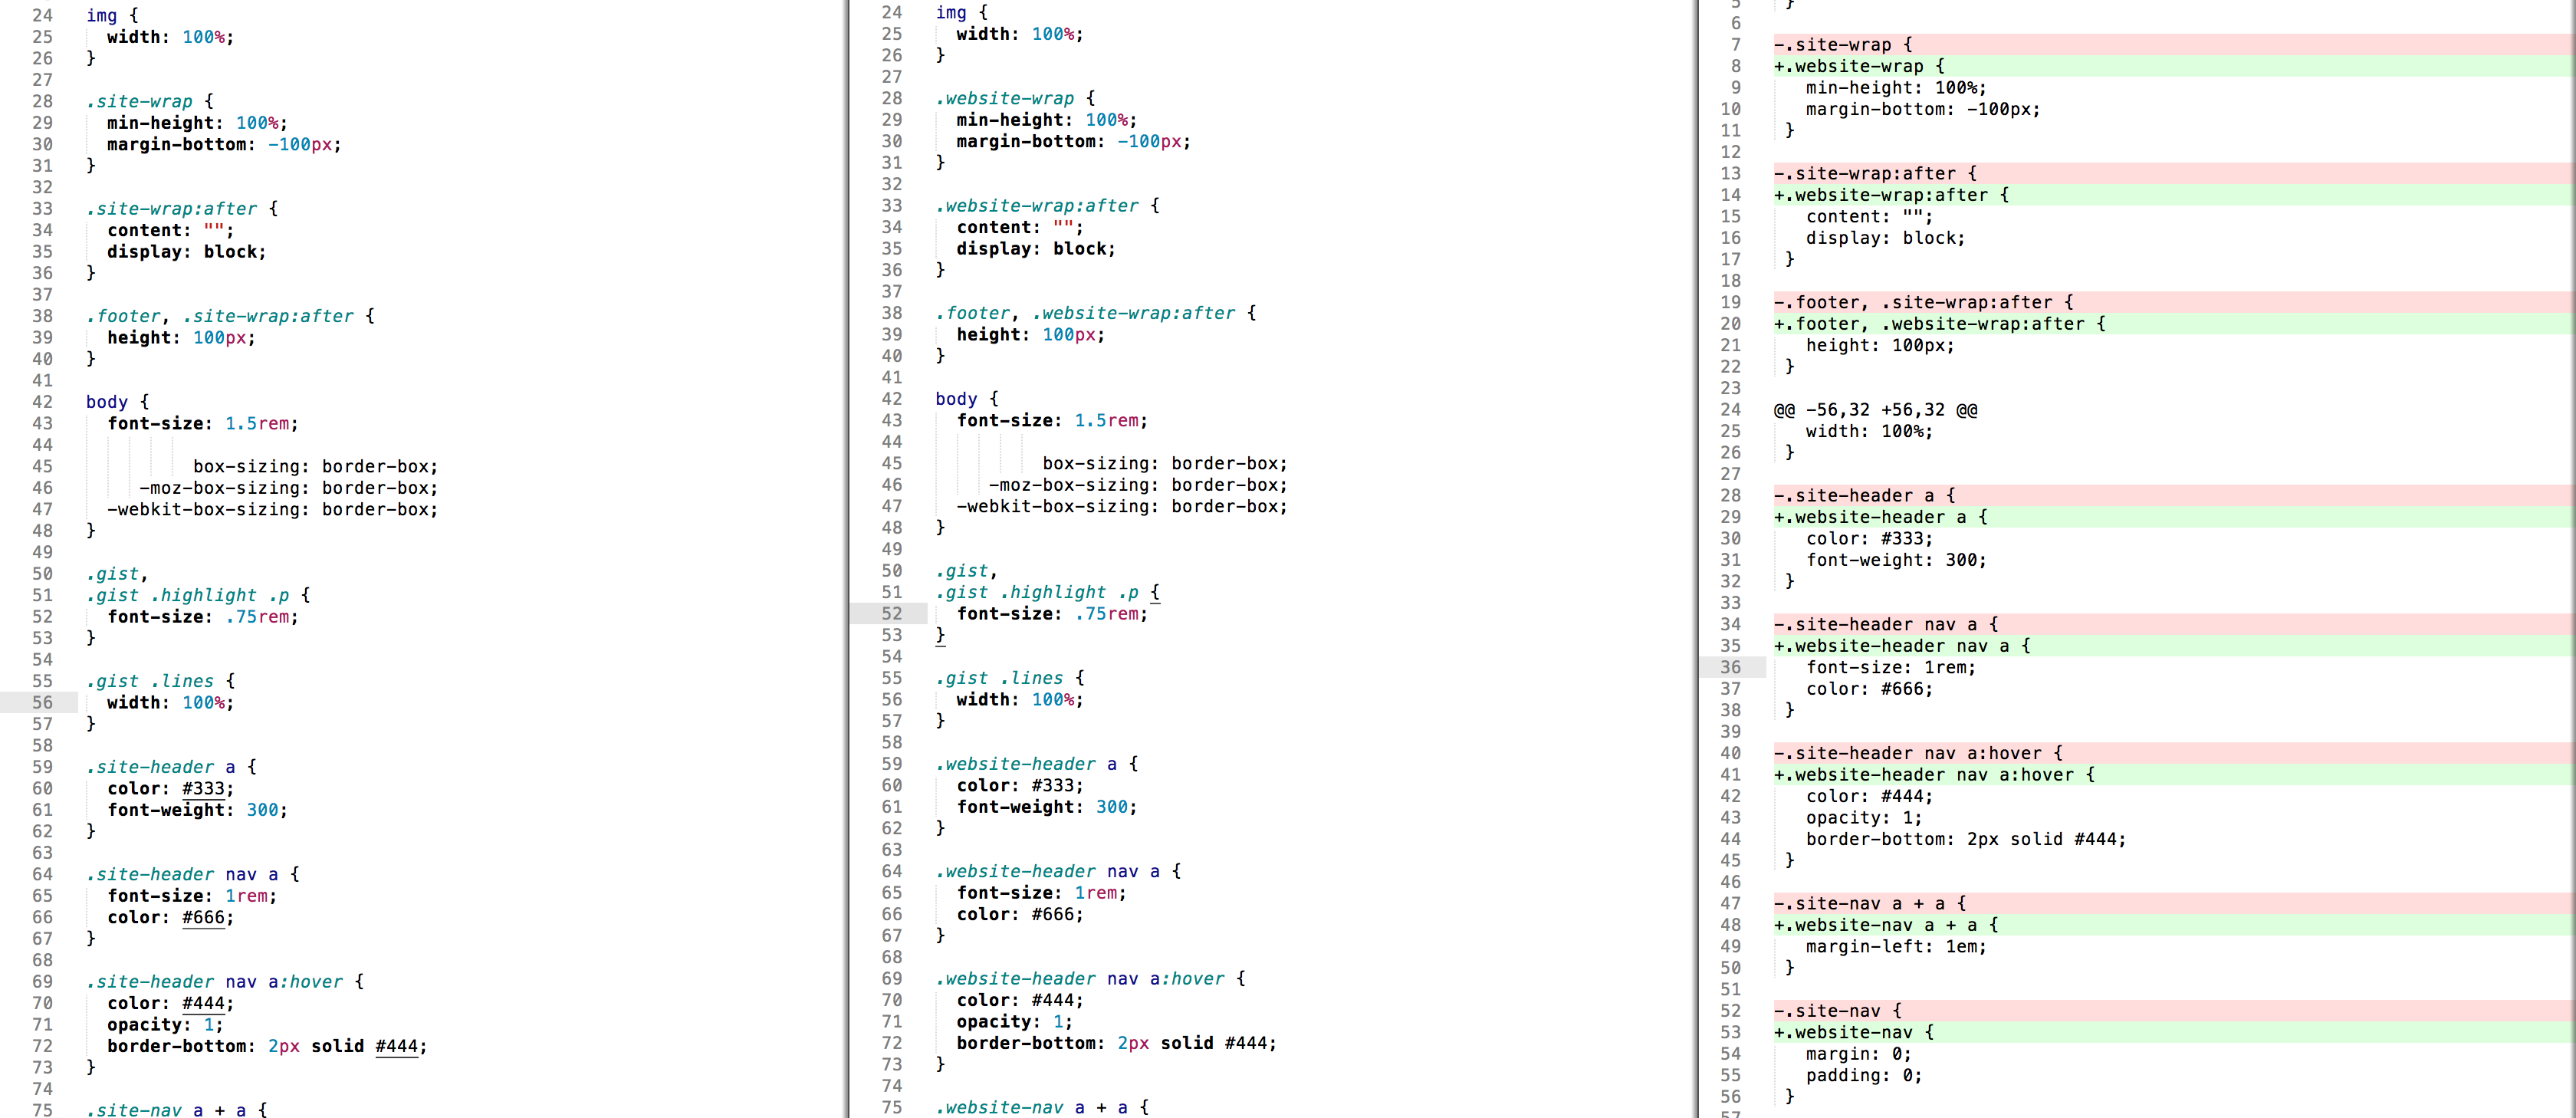 24 img {
25 width: 100%;
26 }
27
28 .site-wrap {
29 min-height: 100%;
30 margin-bottom: -100px;
31 }
32
33 .site-wrap:after {
34 content: "";
35 display: block;
36 }
37
38 .footer, .site-wrap:after {
39 height: 100px;
40 }
41
42 body {
43 font-size: 1.5rem;
44
45 box-sizing: border-box;
46 -moz-box-sizing: border-box;
47 -webkit-box-sizing: border-box;
48 }
49
50 .gist,
51 .gist .highlight .p {
52 font-size: .75rem;
53 }
54
55 .gist .lines {
56 width: 100%;
57 }
58
59 .site-header a {
60 color: #333;
61 font-weight: 300;
62 }
63
64 .site-header nav a {
65 font-size: 1rem;
66 color: #666;
67 }
68
69 .site-header nav a:hover {
70 color: #444;
71 opacity: 1;
72 border-bottom: 2px solid #444;
73 }
74
75 .site-nav a + a {
24 img {
25 width: 100%;
26 }
27
28 .website-wrap {
29 min-height: 100%;
30 margin-bottom: -100px;
31 }
32
33 .website-wrap:after {
34 content: "";
35 display: block;
36 }
37
38 .footer, .website-wrap:after {
39 height: 100px;
40 }
41
42 body {
43 font-size: 1.5rem;
44
45 box-sizing: border-box;
46 -moz-box-sizing: border-box;
47 -webkit-box-sizing: border-box;
48 }
49
50 .gist,
51 .gist .highlight .p {
52 font-size: .75rem;
53 }
54
55 .gist .lines {
56 width: 100%;
57 }
58
59 .website-header a {
60 color: #333;
61 font-weight: 300;
62 }
63
64 .website-header nav a {
65 font-size: 1rem;
66 color: #666;
67 }
68
69 .website-header nav a:hover {
70 color: #444;
71 opacity: 1;
72 border-bottom: 2px solid #444;
73 }
74
75 .website-nav a + a {
5 }
6
7 -.site-wrap {
8 +.website-wrap {
9 min-height: 100%;
10 margin-bottom: -100px;
11 }
12
13 -.site-wrap:after {
14 +.website-wrap:after {
15 content: "";
16 display: block;
17 }
18
19 -.footer, .site-wrap:after {
20 +.footer, .website-wrap:after {
21 height: 100px;
22 }
23
24 @@ -56,32 +56,32 @@
25 width: 100%;
26 }
27
28 -.site-header a {
29 +.website-header a {
30 color: #333;
31 font-weight: 300;
32 }
33
34 -.site-header nav a {
35 +.website-header nav a {
36 font-size: 1rem;
37 color: #666;
38 }
39
40 -.site-header nav a:hover {
41 +.website-header nav a:hover {
42 color: #444;
43 opacity: 1;
44 border-bottom: 2px solid #444;
45 }
46
47 -.site-nav a + a {
48 +.website-nav a + a {
49 margin-left: 1em;
50 }
51
52 -.site-nav {
53 +.website-nav {
54 margin: 0;
55 padding: 0;
56 }
57